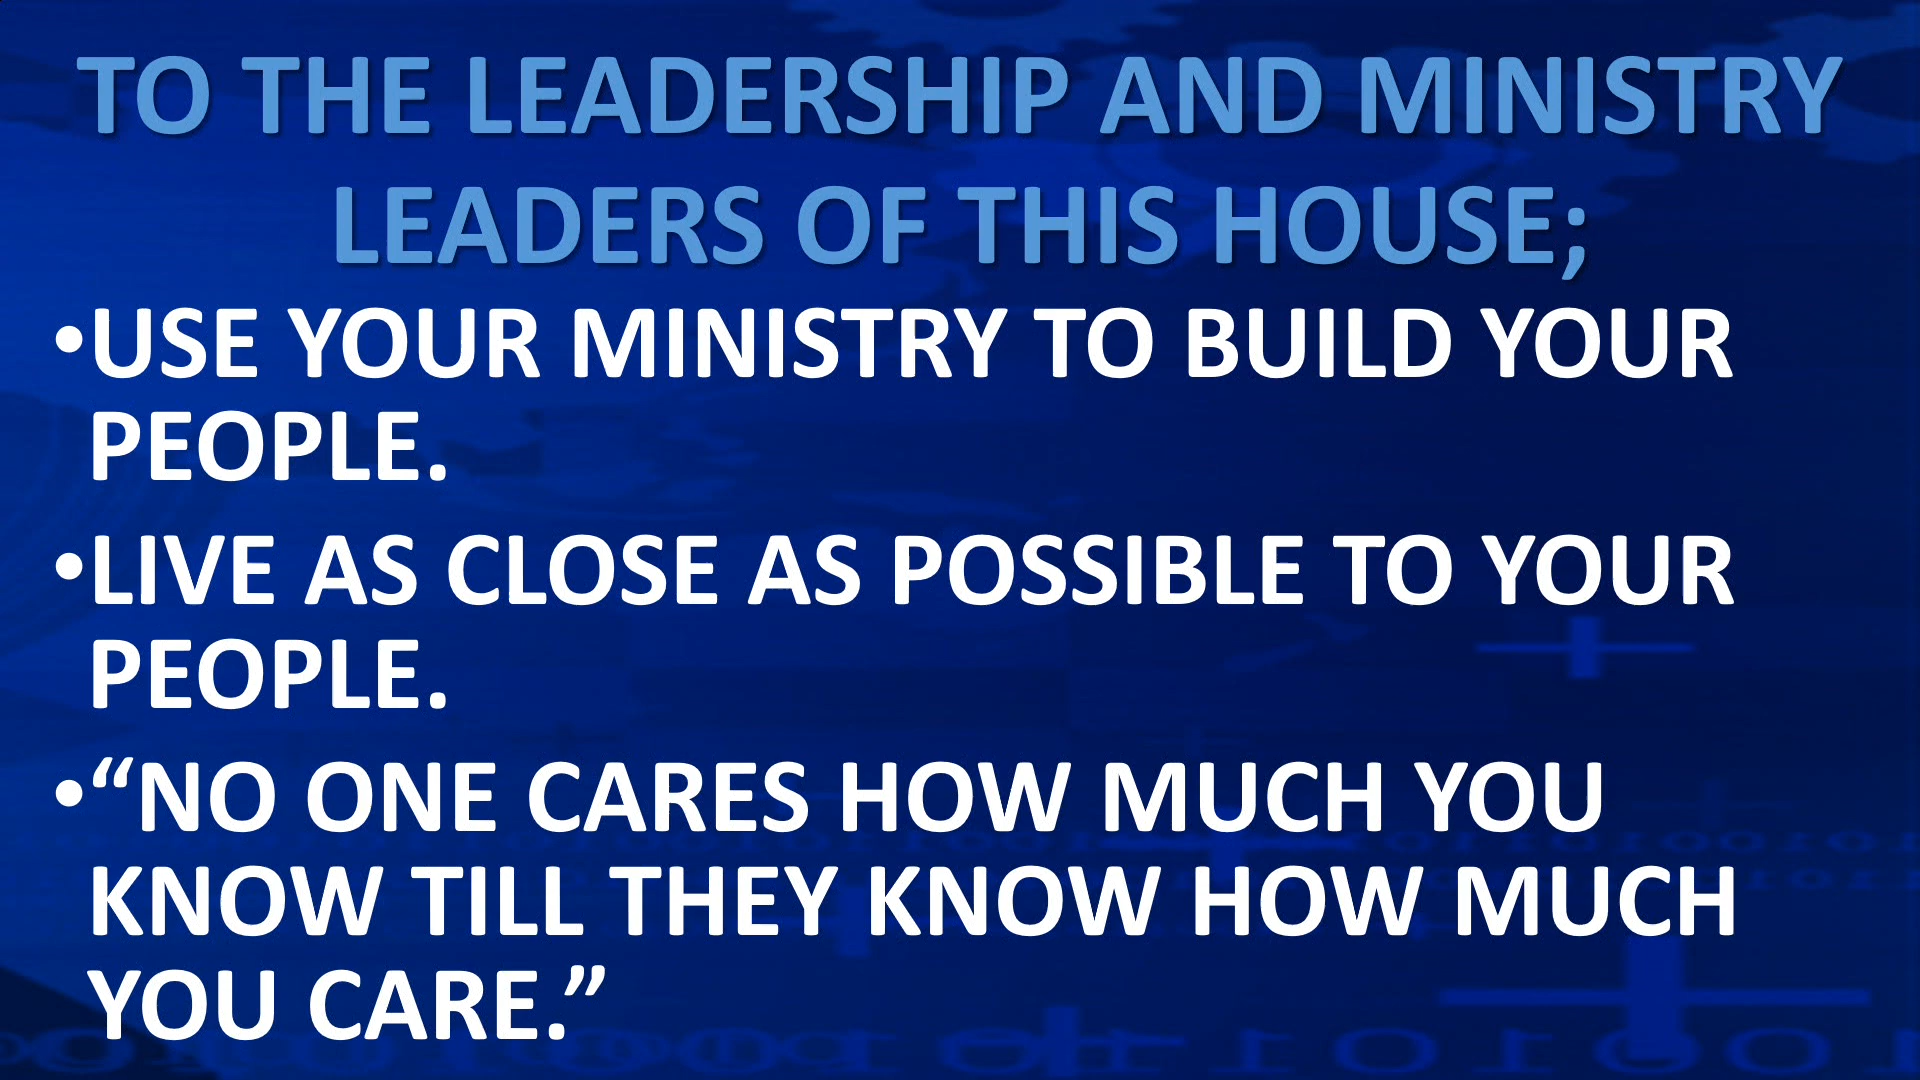 TO THE LEADERSHIP AND MINISTRY
LEADERS OF THIS HOUSE;
•USE YOUR MINISTRY TO BUILD YOUR
PEOPLE.
•LIVE AS CLOSE AS POSSIBLE TO YOUR
PEOPLE.
•“NO ONE CARES HOW MUCH YOU
KNOW TILL THEY KNOW HOW MUCH
YOU CARE.”